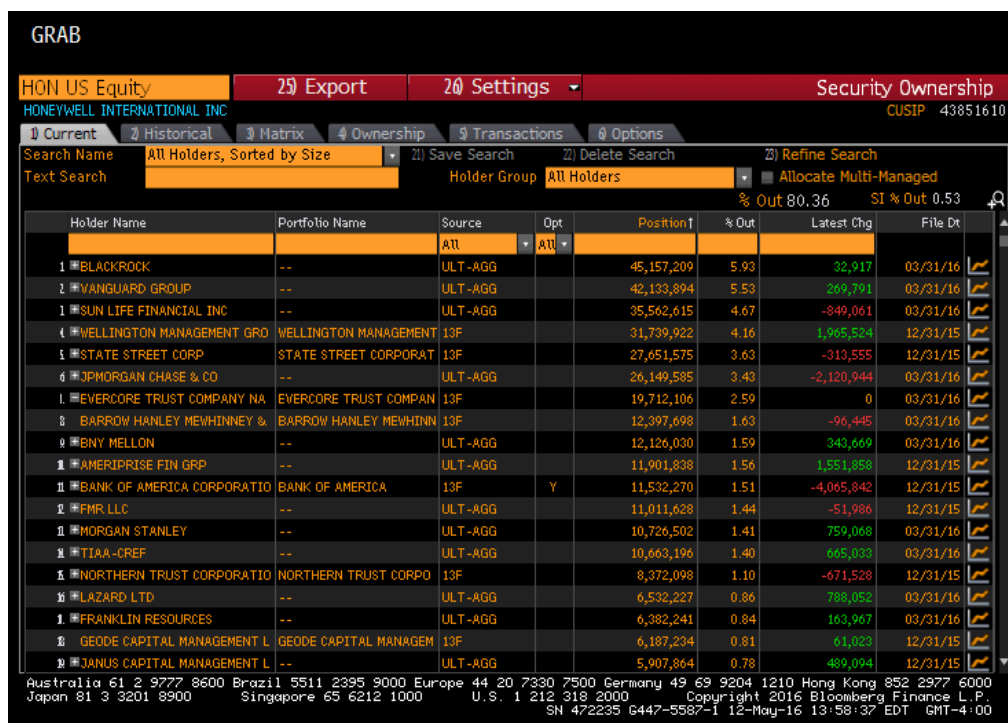 GRAB
HON US Equity 25) Export 26) Settings Security Ownership
HONEYWELL INTERNATIONAL INC CUSIP 43851610
1) Current 2) Historical 3) Matrix 4) Ownership 5) Transactions 6) Options
Search Name All Holders, Sorted by Size 21) Save Search 22) Delete Search 23) Refine Search
Text Search Holder Group All Holders Allocate Multi-Managed
% Out 80.36 SI % Out 0.53
Holder Name Portfolio Name Source Opt Position↑ % Out Latest Chg File Dt
All All
1 BLACKROCK -- ULT-AGG 45,157,209 5.93 32,917 03/31/16
2 VANGUARD GROUP -- ULT-AGG 42,133,894 5.53 269,791 03/31/16
SUN LIFE FINANCIAL INC -- ULT-AGG 35,562,615 4.67 -849,061 03/31/16
WELLINGTON MANAGEMENT GRO WELLINGTON MANAGEMENT 13F 31,739,922 4.16 1,965,524 12/31/15
STATE STREET CORP STATE STREET CORPORAT 13F 27,651,575 3.63 -313,555 12/31/15
6 JPMORGAN CHASE & CO -- ULT-AGG 26,149,585 3.43 -2,120,944 03/31/16
EVERCORE TRUST COMPANY NA EVERCORE TRUST COMPAN 13F 19,712,106 2.59 0 03/31/16
8 BARROW HANLEY MEWHINNEY & BARROW HANLEY MEWHINN 13F 12,397,698 1.63 -96,445 03/31/16
9 BNY MELLON -- ULT-AGG 12,126,030 1.59 343,669 03/31/16
AMERIPRISE FIN GRP -- ULT-AGG 11,901,838 1.56 1,551,858 12/31/15
11 BANK OF AMERICA CORPORATIO BANK OF AMERICA 13F Y 11,532,270 1.51 -4,065,842 12/31/15
FMR LLC -- ULT-AGG 11,011,628 1.44 -51,986 12/31/15
MORGAN STANLEY -- ULT-AGG 10,726,502 1.41 759,068 03/31/16
TIAA-CREF -- ULT-AGG 10,663,196 1.40 665,033 03/31/16
NORTHERN TRUST CORPORATIO NORTHERN TRUST CORPO 13F 8,372,098 1.10 -671,528 12/31/15
LAZARD LTD -- ULT-AGG 6,532,227 0.86 788,052 03/31/16
FRANKLIN RESOURCES -- ULT-AGG 6,382,241 0.84 163,967 03/31/16
GEODE CAPITAL MANAGEMENT L GEODE CAPITAL MANAGEM 13F 6,187,234 0.81 61,023 12/31/15
JANUS CAPITAL MANAGEMENT L -- ULT-AGG 5,907,864 0.78 489,094 12/31/15
Australia 61 2 9777 8600 Brazil 5511 2395 9000 Europe 44 20 7330 7500 Germany 49 69 9204 1210 Hong Kong 852 2977 6000
Japan 81 3 3201 8900 Singapore 65 6212 1000 U.S. 1 212 318 2000 Copyright 2016 Bloomberg Finance L.P.
SN 472235 G447-5587-1 12-May-16 13:58:37 EDT GMT-4:00